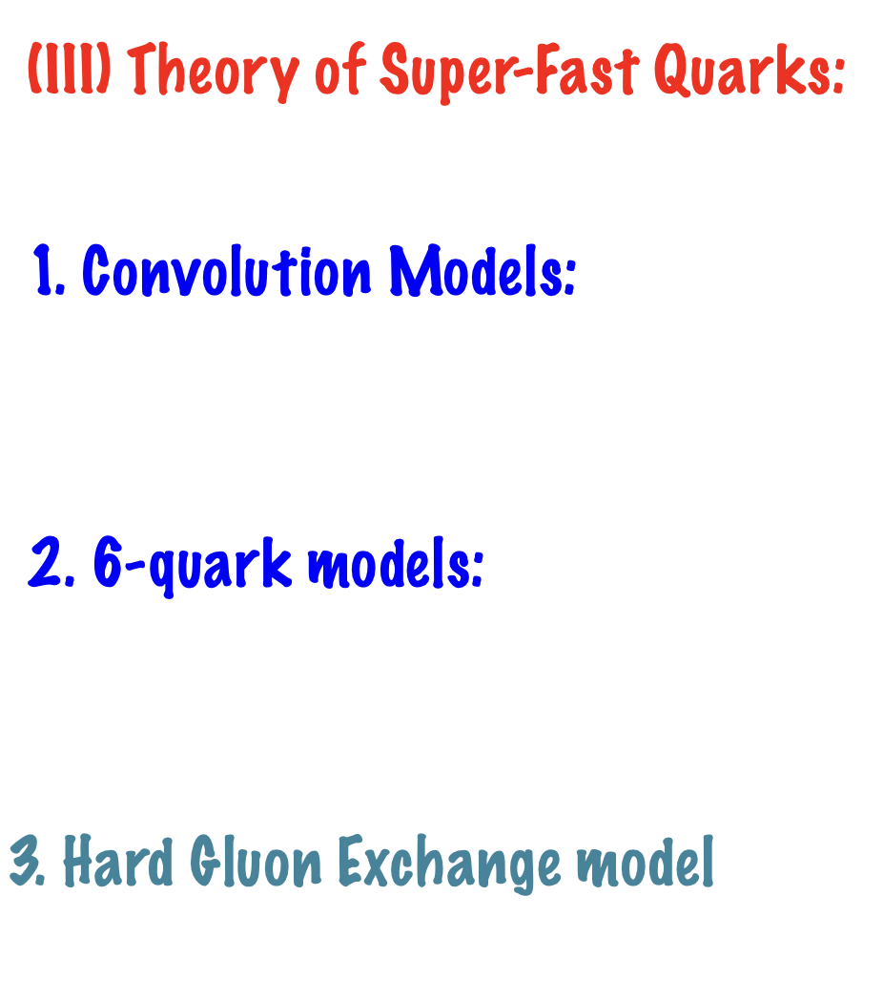 (III) Theory of Super-Fast Quarks:
1. Convolution Models:
2. 6-quark models:
3. Hard Gluon Exchange model